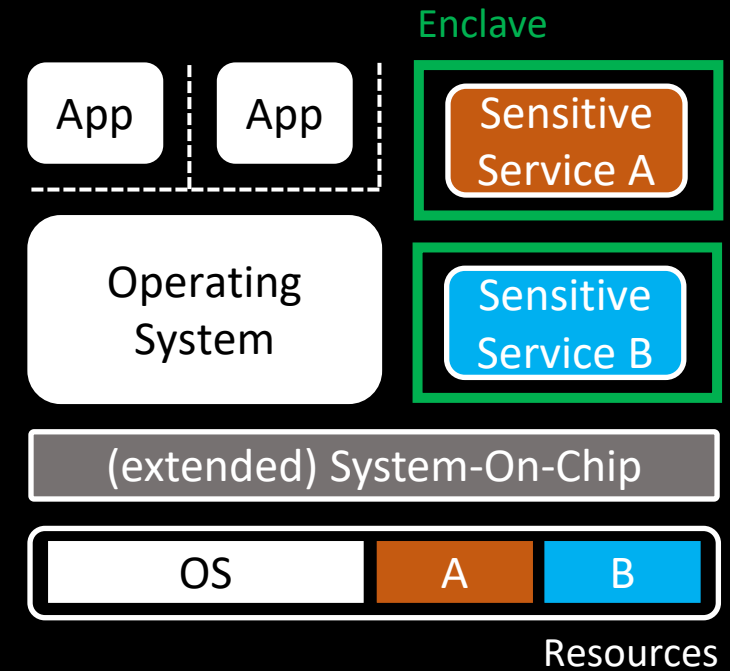 Enclave
App
App
Sensitive
Service A
Operating
System
Sensitive
Service B
(extended) System-On-Chip
OS
A
B
Resources